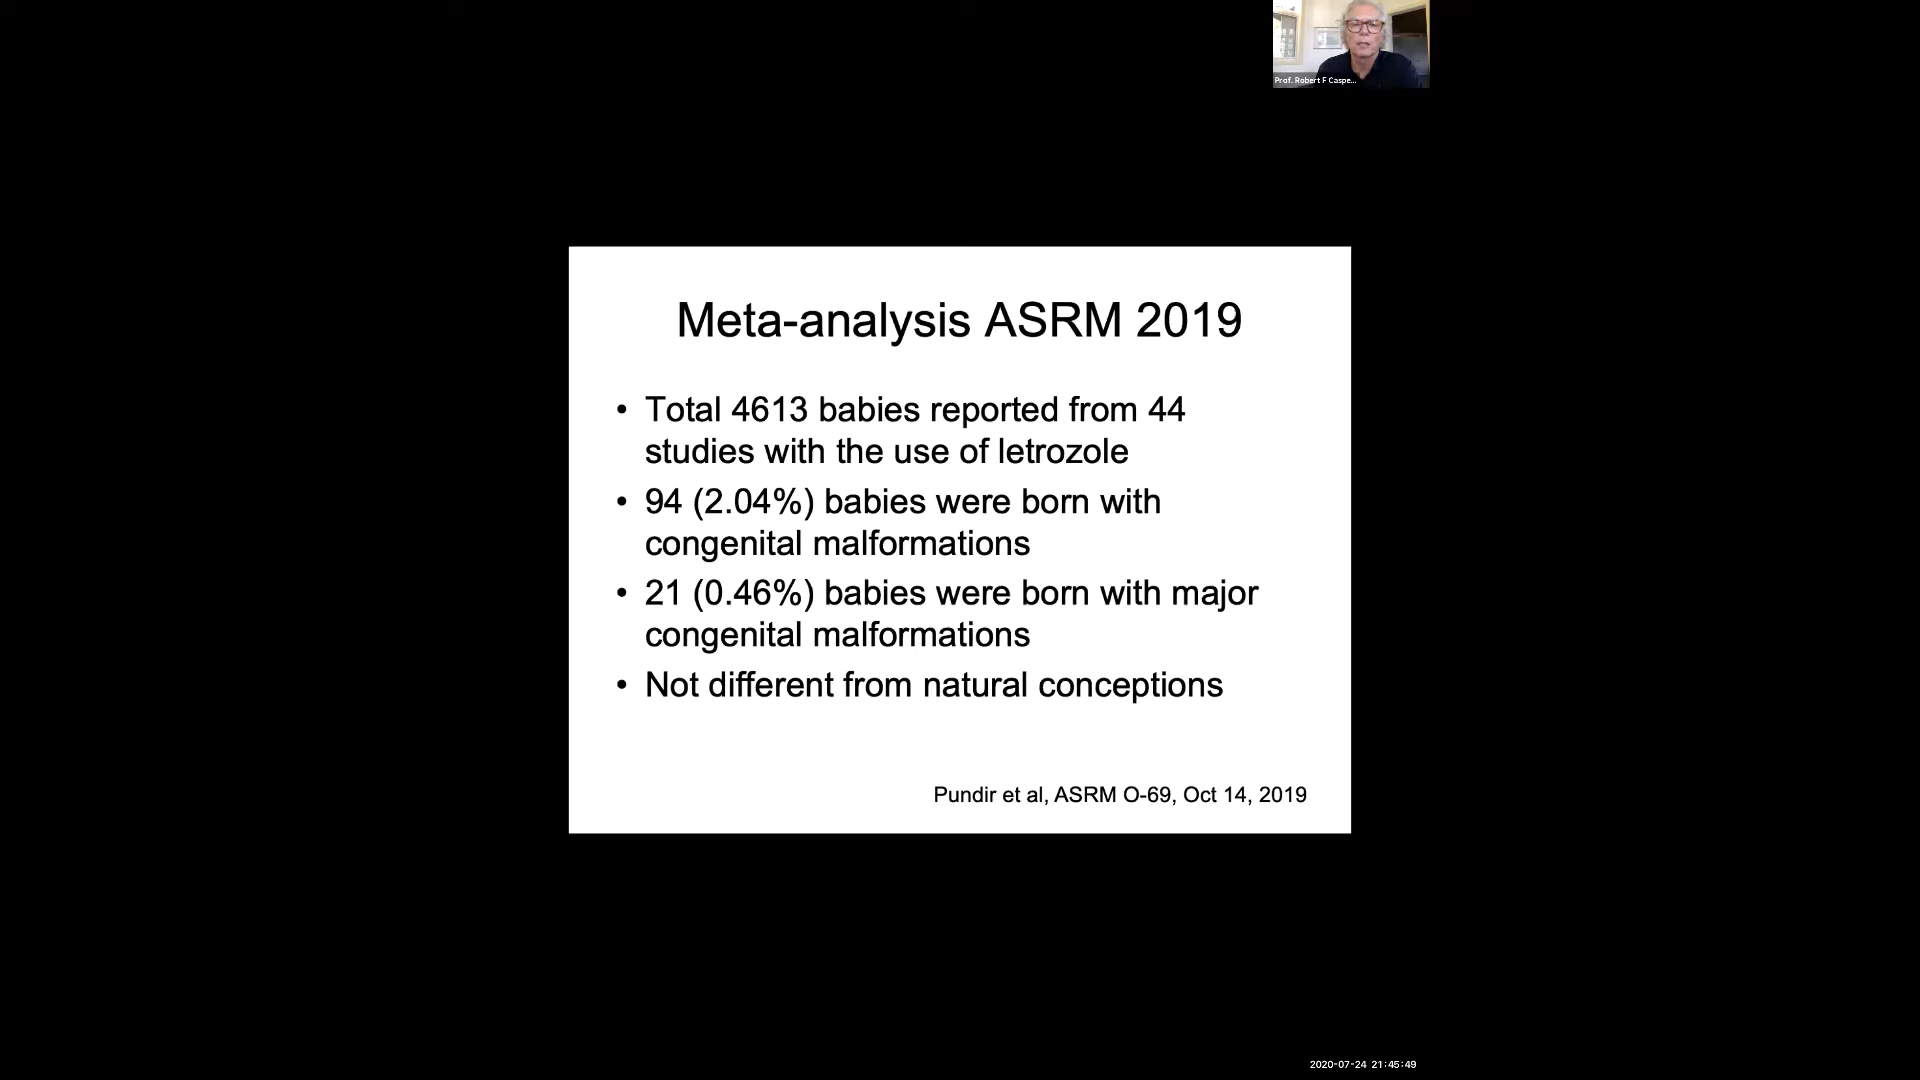 Prof. Robert F Caspe...
Meta-analysis ASRM 2019
• Total 4613 babies reported from 44
studies with the use of letrozole
• 94 (2.04%) babies were born with
congenital malformations
• 21 (0.46%) babies were born with major
congenital malformations
• Not different from natural conceptions
Pundir et al, ASRM O-69, Oct 14, 2019
2020-07-24 21:45:49